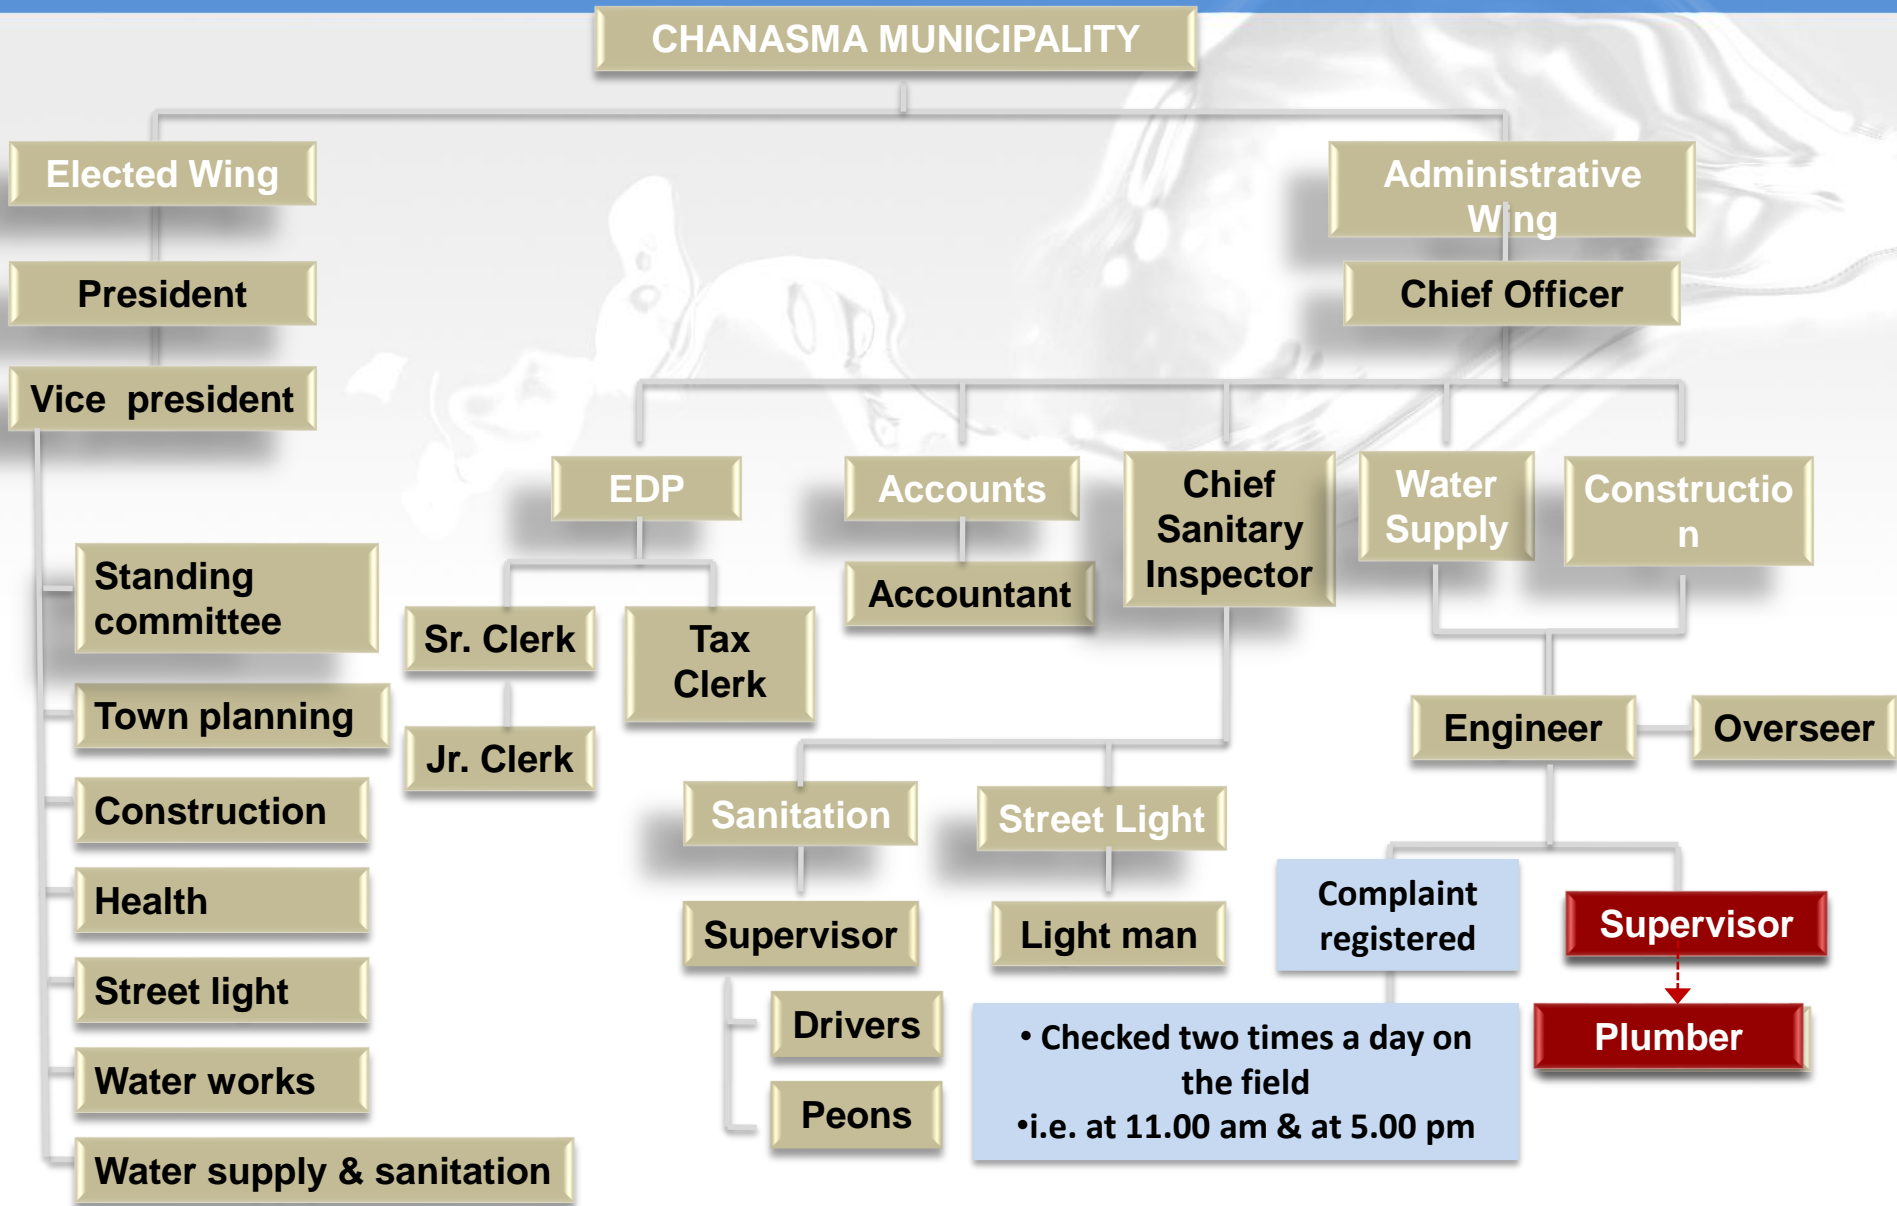 CHANASMA MUNICIPALITY
Elected Wing
Administrative
Wing
President
Chief Officer
Vice president
EDP
Accounts
Chief
Sanitary
Inspector
Water
Supply
Constructio
n
Standing
committee
Accountant
Sr. Clerk
Tax
Clerk
Town planning
Engineer
Overseer
Jr. Clerk
Construction
Sanitation
Street Light
Health
Complaint
registered
Supervisor
Supervisor
Light man
Street light
Drivers
• Checked two times a day on
the field
•i.e. at 11.00 am & at 5.00 pm
Plumber
Water works
Peons
Water supply & sanitation